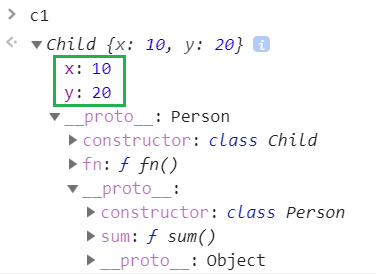 c1
Child {x: 10, y: 20} i
x: 10
y: 20
__proto__: Person
constructor: class Child
fn: ƒ fn()
__proto__:
constructor: class Person
sum: ƒ sum()
__proto__: Object